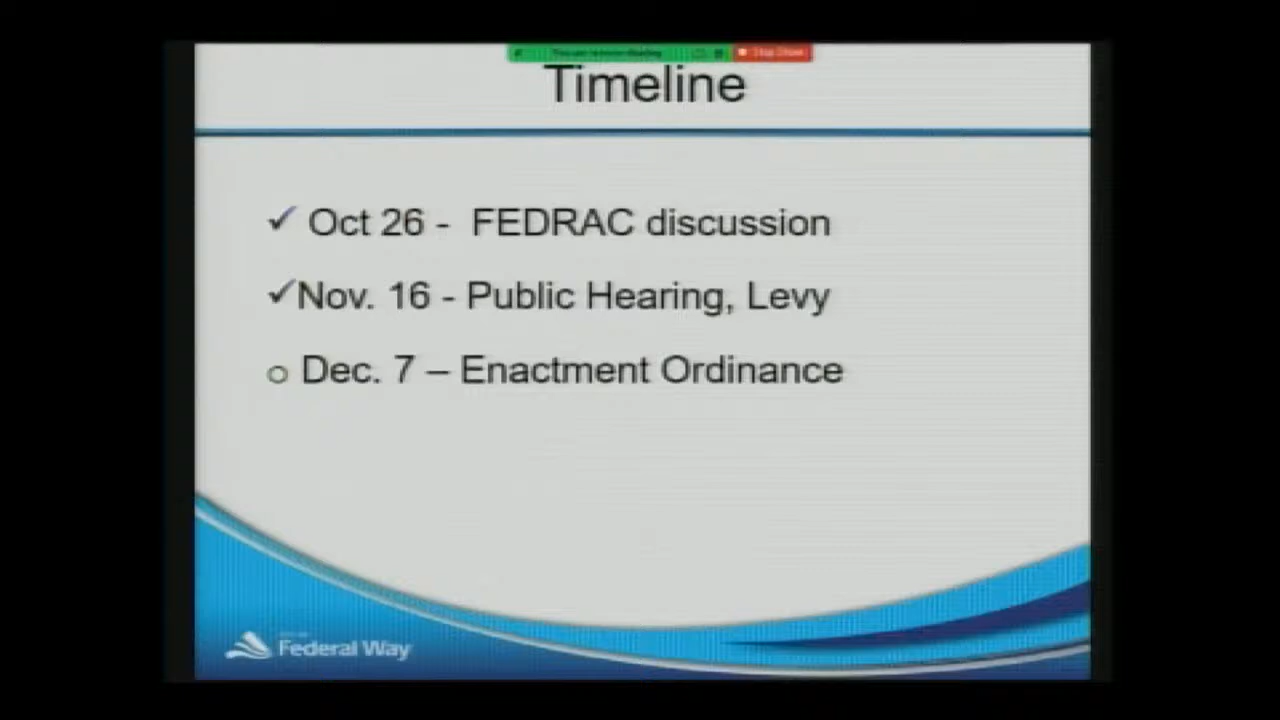 Timeline
✓ Oct 26 - FEDRAC discussion
✓Nov. 16 - Public Hearing, Levy
o Dec. 7 – Enactment Ordinance
Federal Way